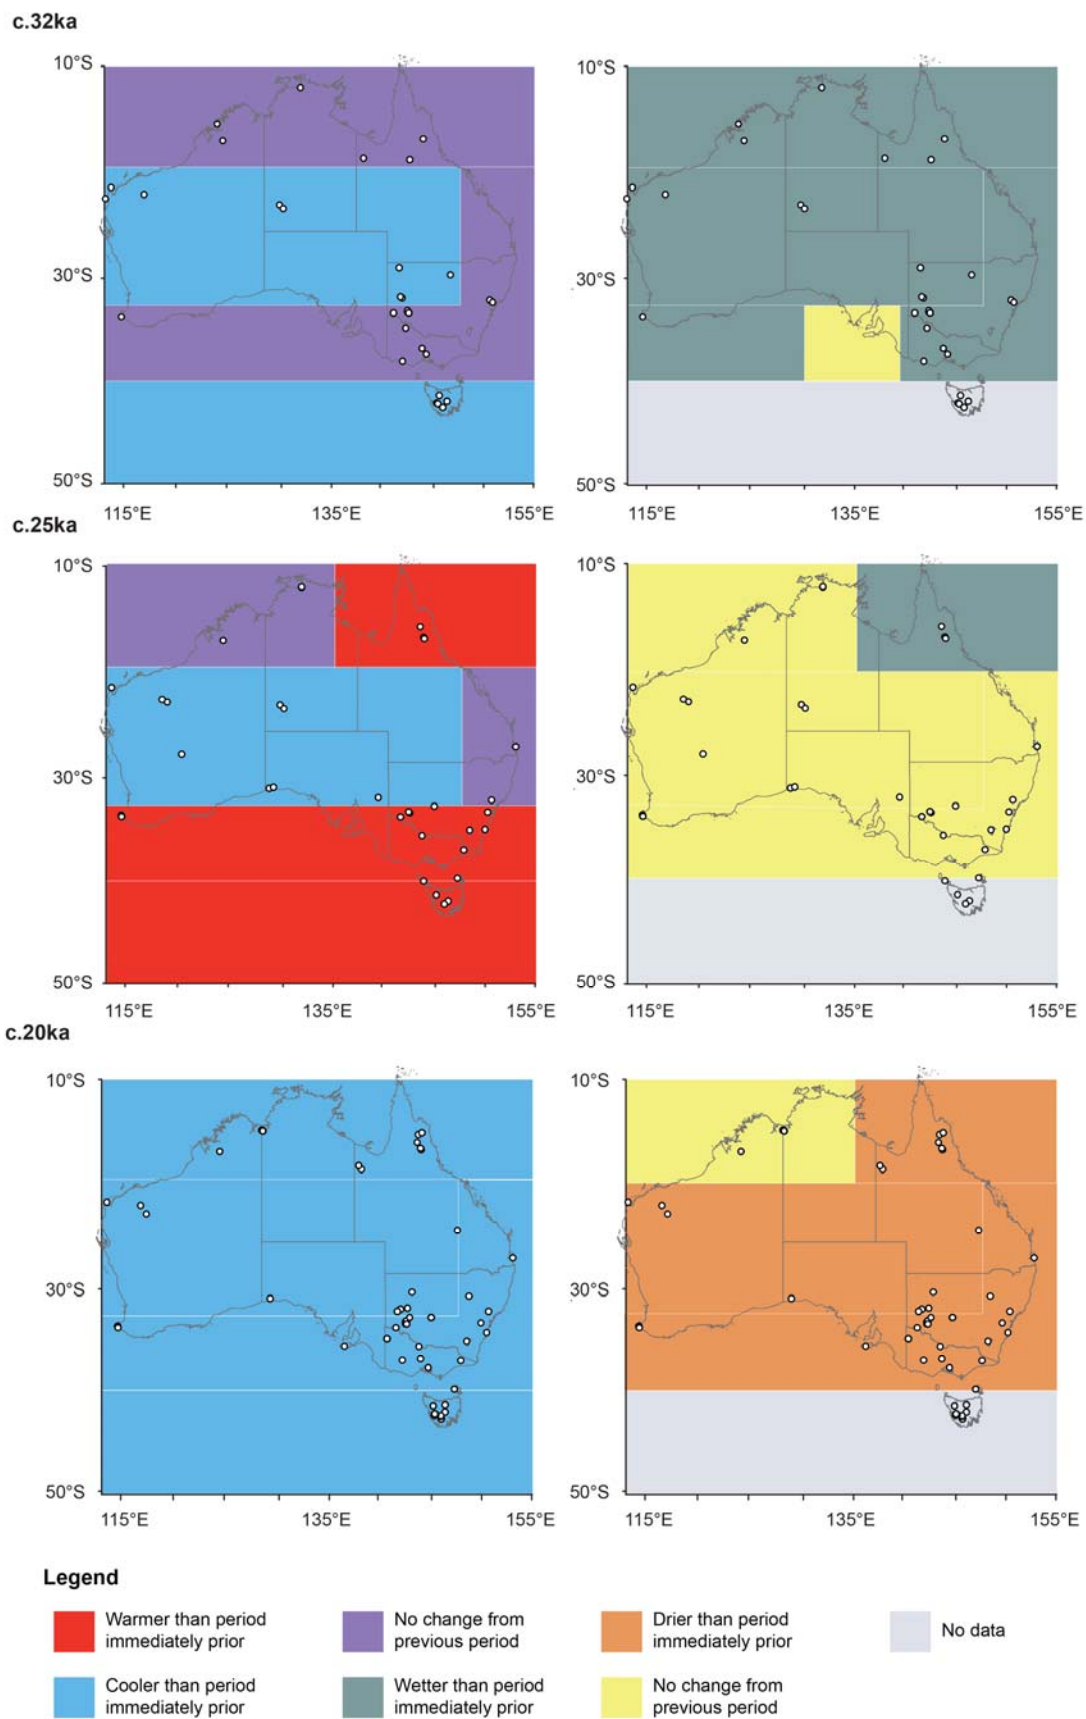 c.32ka
10°S
10°S
30°S
30°S
50°S
50°S
115°E 135°E 155°E
115°E 135°E 155°E
c.25ka
10°S
10°S
30°S
30°S
50°S
50°S
115°E 135°E 155°E
115°E 135°E 155°E
c.20ka
10°S
10°S
30°S
30°S
50°S
50°S
115°E 135°E 155°E
115°E 135°E 155°E
Legend
Warmer than period
immediately prior
No change from
previous period
Drier than period
immediately prior
No data
Cooler than period
immediately prior
Wetter than period
immediately prior
No change from
previous period